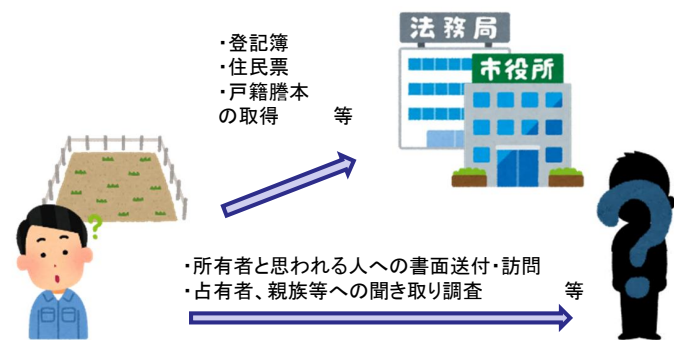 ・登記簿
・住民票
・戸籍謄本
の取得　　等
法務局
市役所
?
?
・所有者と思われる人への書面送付・訪問
・占有者、親族等への聞き取り調査　　　　等